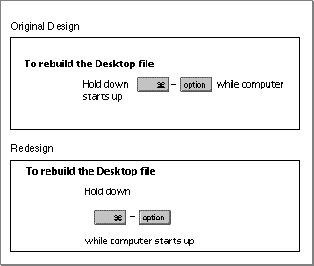 Original Design
To rebuild the Desktop file
Hold down ⌘ – option while computer
starts up
Redesign
To rebuild the Desktop file
Hold down
⌘ – option
while computer starts up